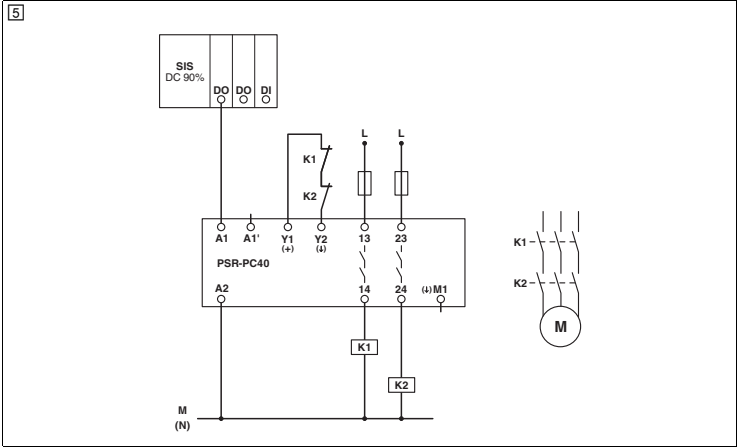 5
SIS
DC 90%
DO DO DI
L L
K1
K2
A1 A1' Y1 Y2 13 23
(+) (↓)
PSR-PC40
A2 14 24 (↓) M1
K1
K2
M
(N)
K1
K2
M